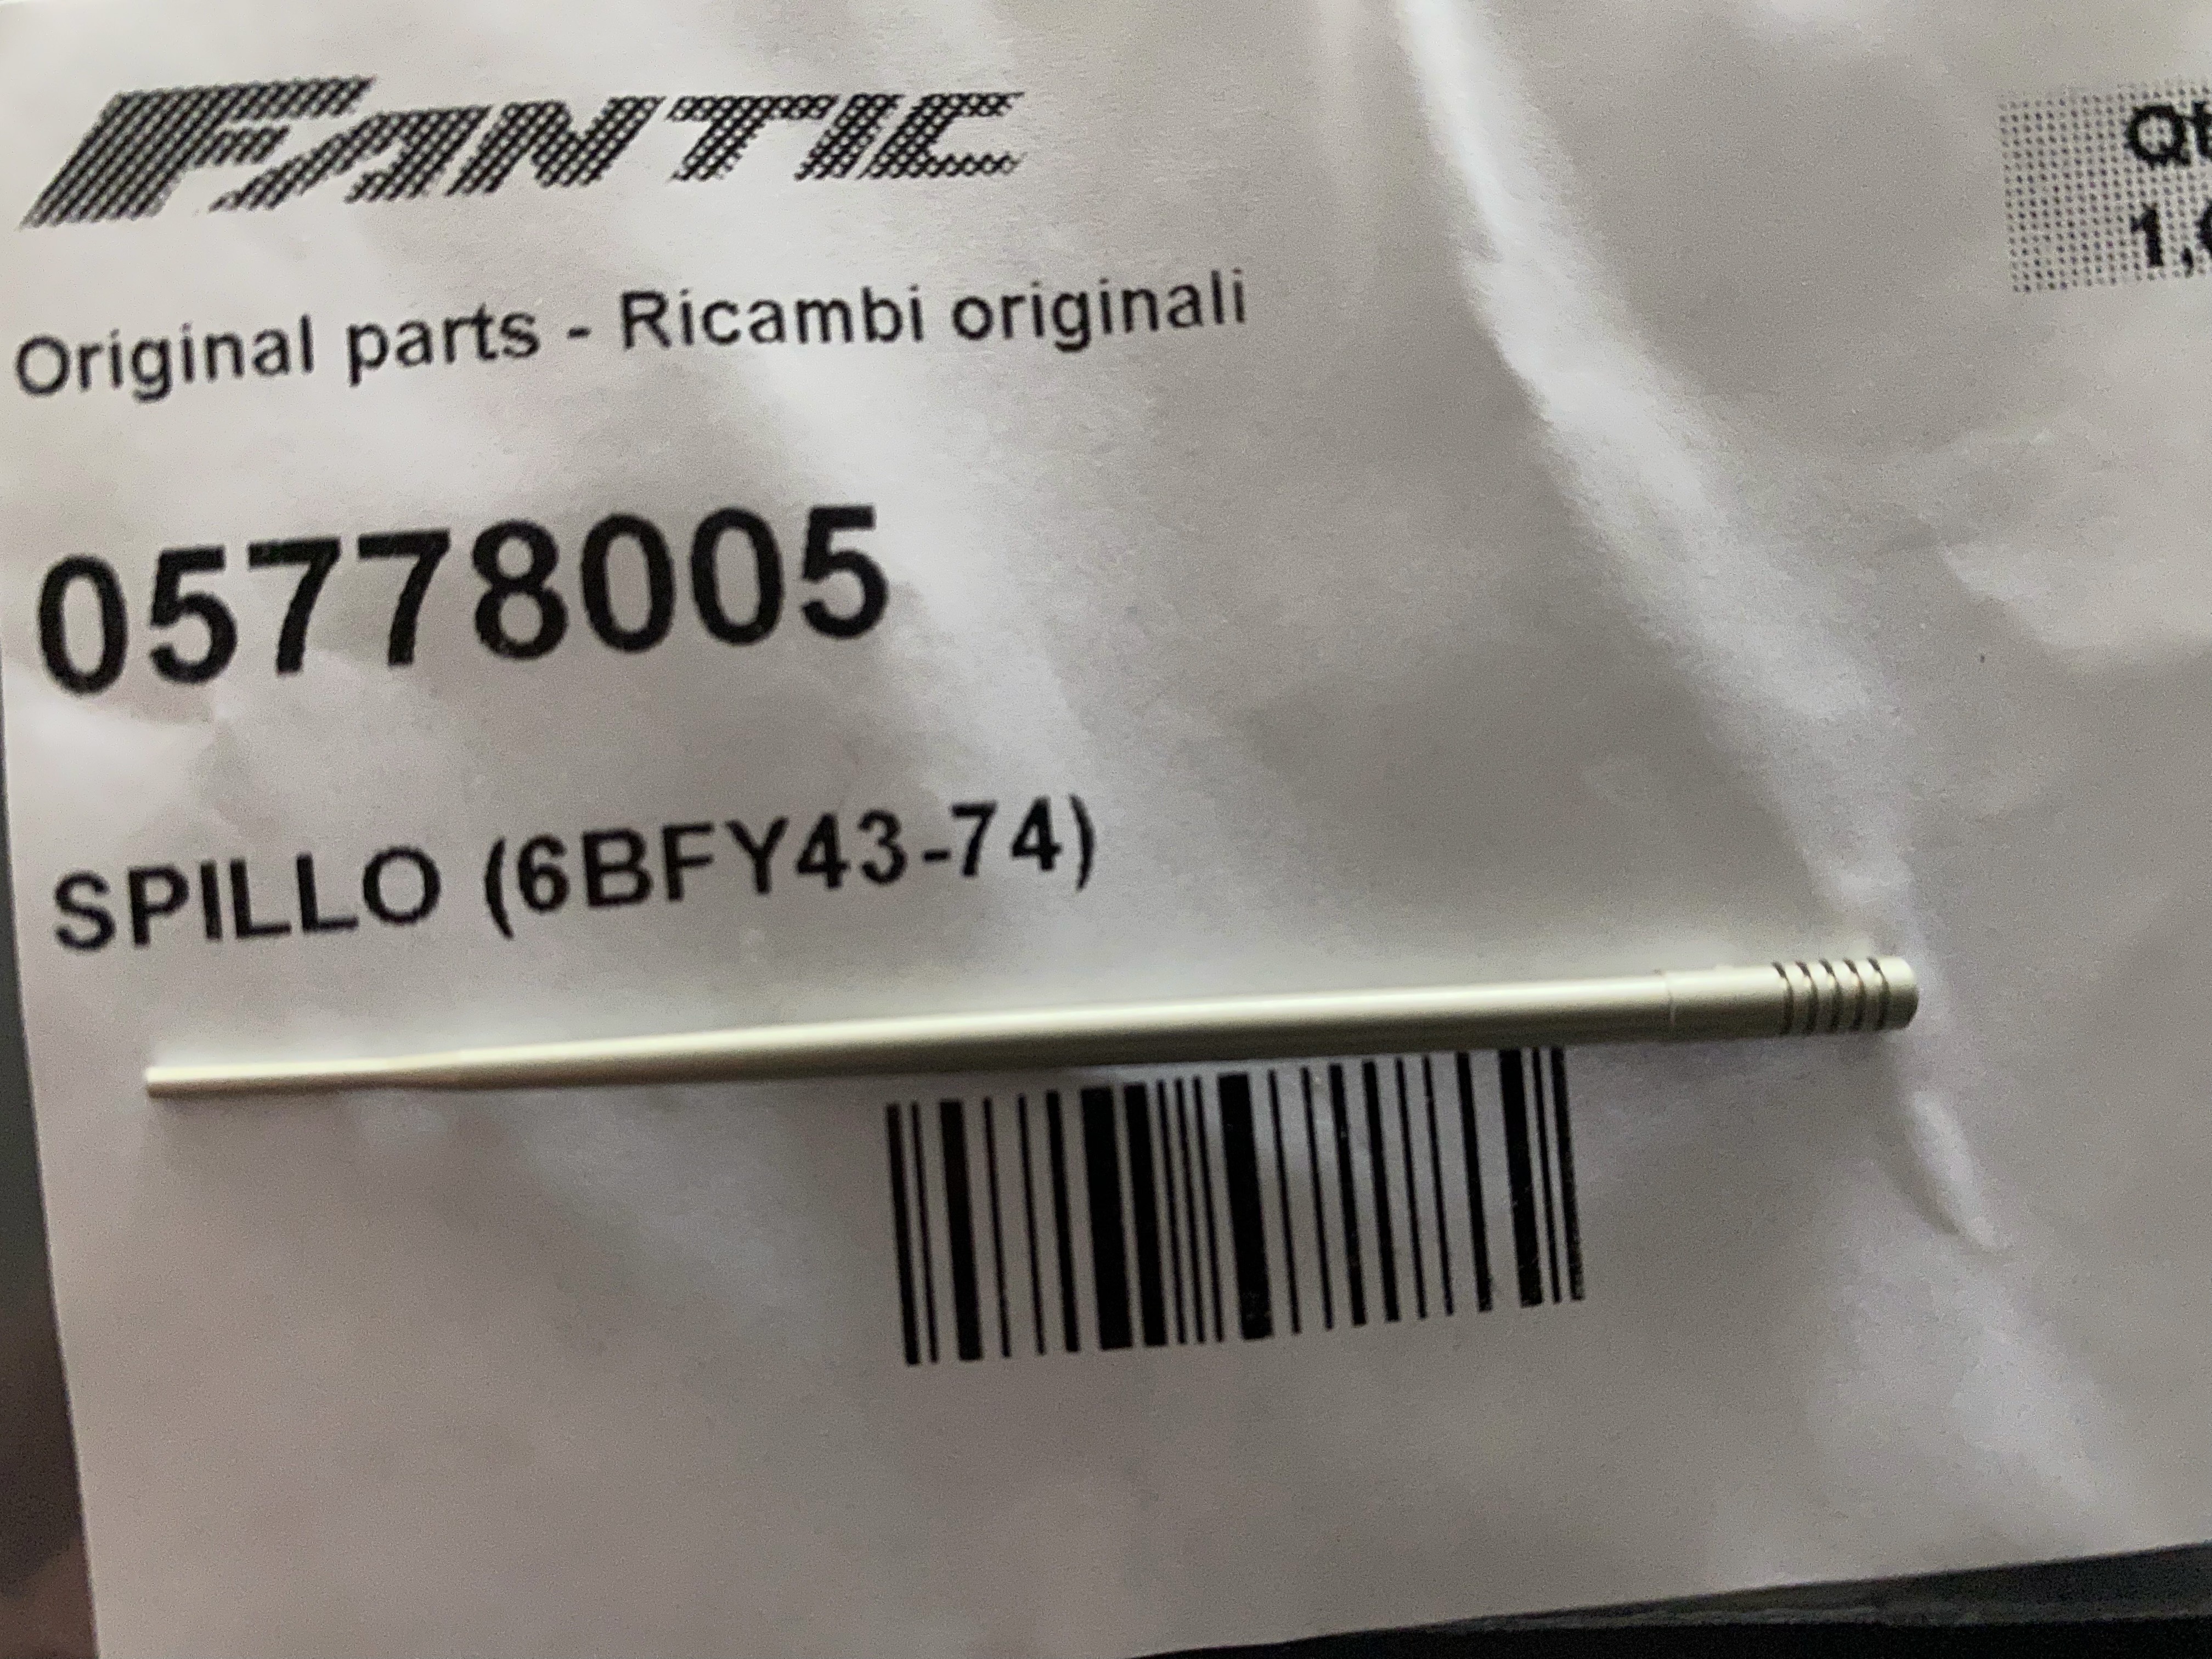 FANTIC
Original parts - Ricambi originali
05778005
SPILLO (6BFY43-74)